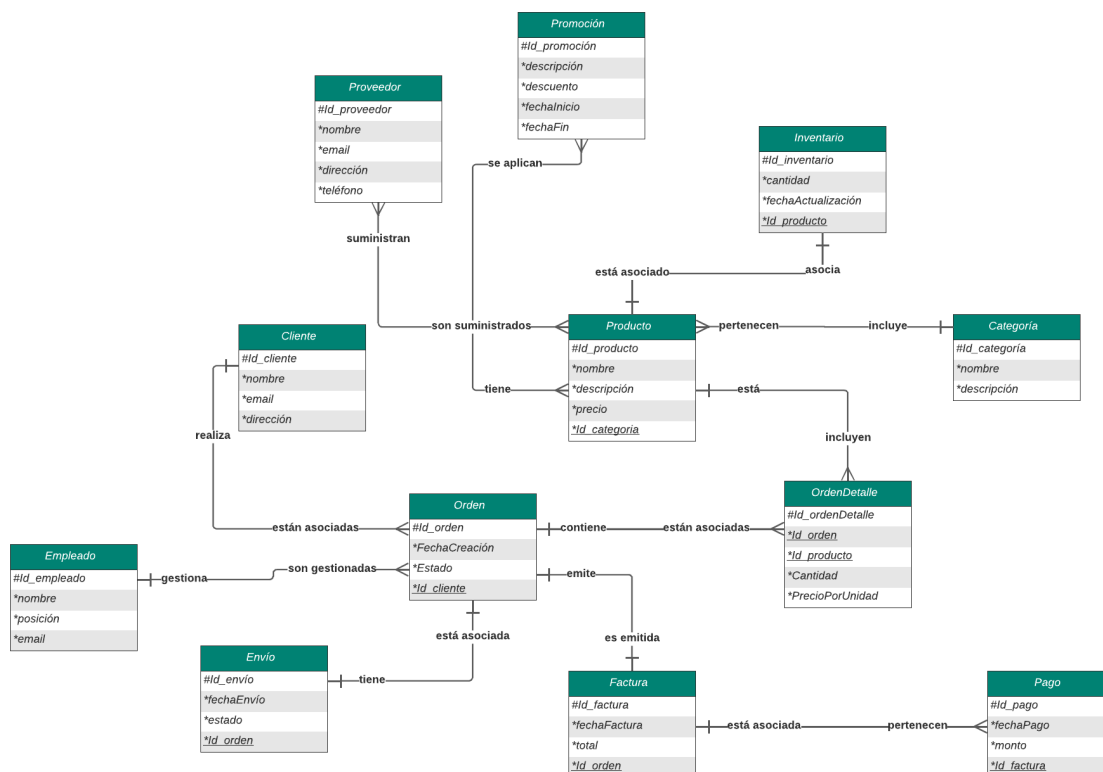 Promoción
#Id_promoción
*descripción
*descuento
*fechaInicio
*fechaFin
Proveedor
#Id_proveedor
*nombre
*email
*dirección
*teléfono
Inventario
#Id_inventario
*cantidad
*fechaActualización
*Id_producto
se aplican
suministran
asocia
está asociado
son suministrados
Producto
#Id_producto
*nombre
*descripción
*precio
*Id_categoria
pertenecen
incluye
Categoría
#Id_categoría
*nombre
*descripción
Cliente
#Id_cliente
*nombre
*email
*dirección
tiene
está
realiza
incluyen
OrdenDetalle
#Id_ordenDetalle
*Id_orden
*Id_producto
*Cantidad
*PrecioPorUnidad
Orden
#Id_orden
*FechaCreación
*Estado
*Id_cliente
están asociadas
contiene
están asociadas
Empleado
#Id_empleado
*nombre
*posición
*email
gestiona
son gestionadas
emite
está asociada
es emitida
Envío
#Id_envío
*fechaEnvío
*estado
*Id_orden
tiene
Factura
#Id_factura
*fechaFactura
*total
*Id_orden
está asociada
pertenecen
Pago
#Id_pago
*fechaPago
*monto
*Id_factura